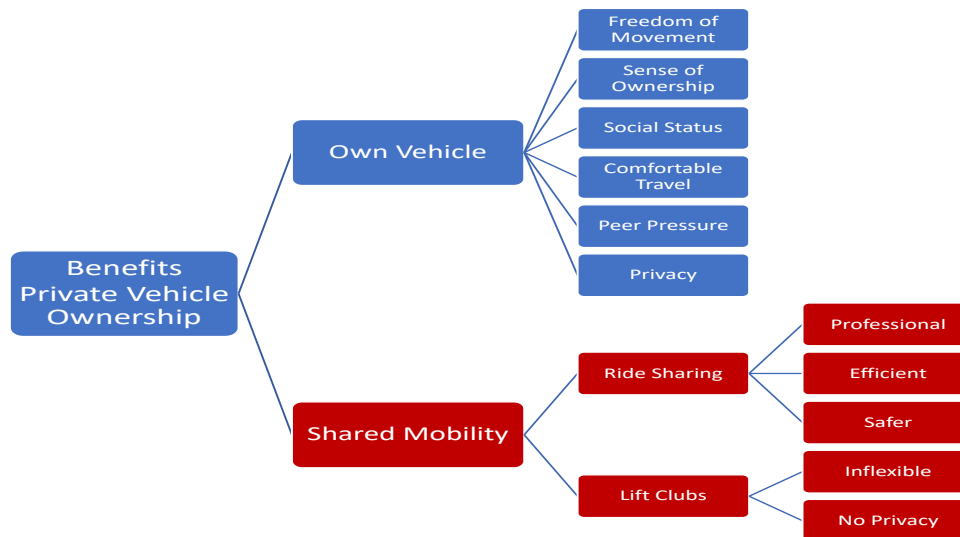 Freedom of
Movement
Sense of
Ownership
Social Status
Own Vehicle
Comfortable
Travel
Peer Pressure
Privacy
Benefits
Private Vehicle
Ownership
Professional
Ride Sharing
Efficient
Safer
Shared Mobility
Inflexible
Lift Clubs
No Privacy